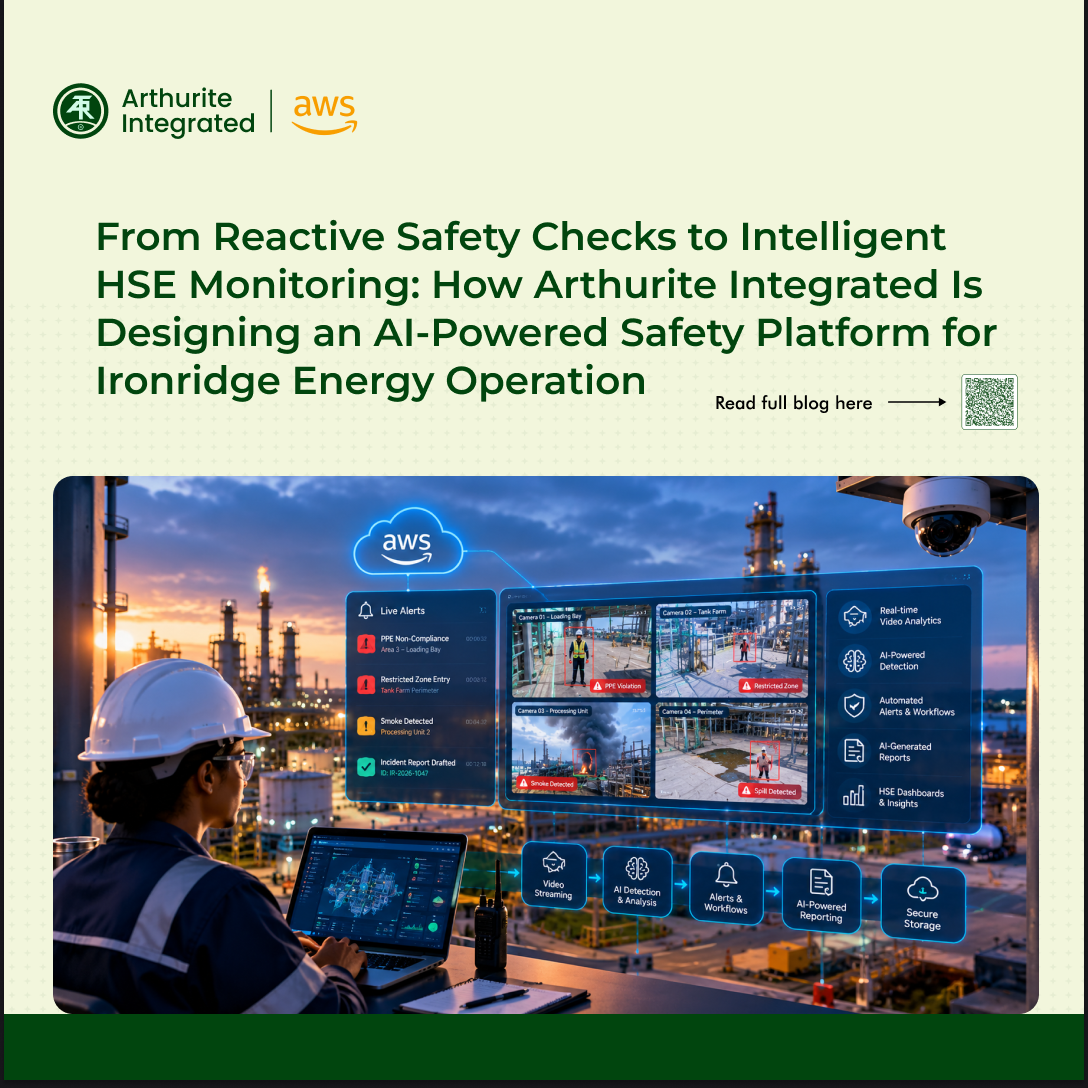 Arthurite
Integrated
aws
From Reactive Safety Checks to Intelligent
HSE Monitoring: How Arthurite Integrated Is
Designing an AI-Powered Safety Platform for
Ironridge Energy Operation
Read full blog here
aws
Live Alerts
PPE Non-Compliance
Area 3 – Loading Bay
Restricted Zone Entry
Tank Farm Perimeter
Smoke Detected
Processing Unit 2
Incident Report Drafted
ID: IR-2026-1047
Camera 01 - Loading Bay
PPE Violation
Camera 02 - Tank Farm
Restricted Zone
Camera 03 - Processing Unit
Smoke Detected
Camera 04 - Perimeter
Spill Detected
Real-time
Video Analytics
AI-Powered
Detection
Automated
Alerts & Workflows
AI-Generated
Reports
HSE Dashboards
& Insights
Video
Streaming
AI Detection
& Analysis
Alerts &
Workflows
AI-Powered
Reporting
Secure
Storage